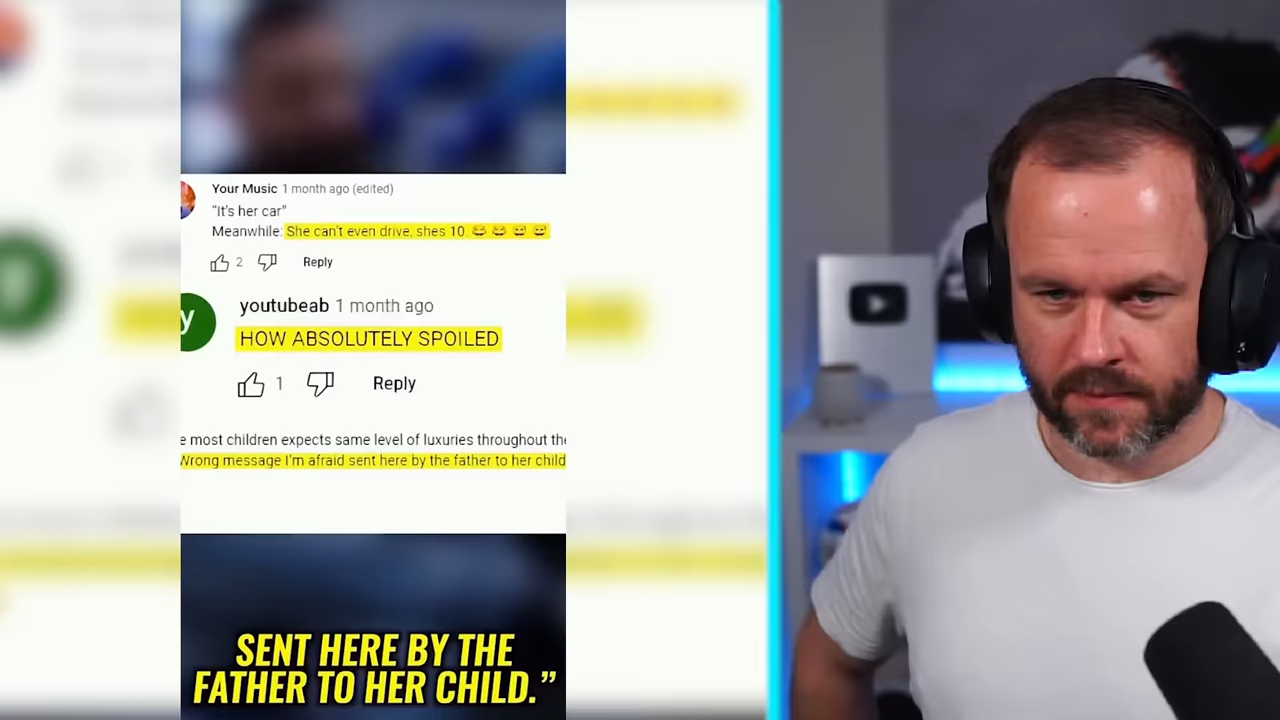 Your Music 1 month ago (edited)
"It's her car"
Meanwhile: She can't even drive, shes 10. 😂 😂 😅 😅
2 Reply
y
youtubeab 1 month ago
HOW ABSOLUTELY SPOILED
1 Reply
e most children expects same level of luxuries throughout the
Wrong message I'm afraid sent here by the father to her child
SENT HERE BY THE
FATHER TO HER CHILD.”